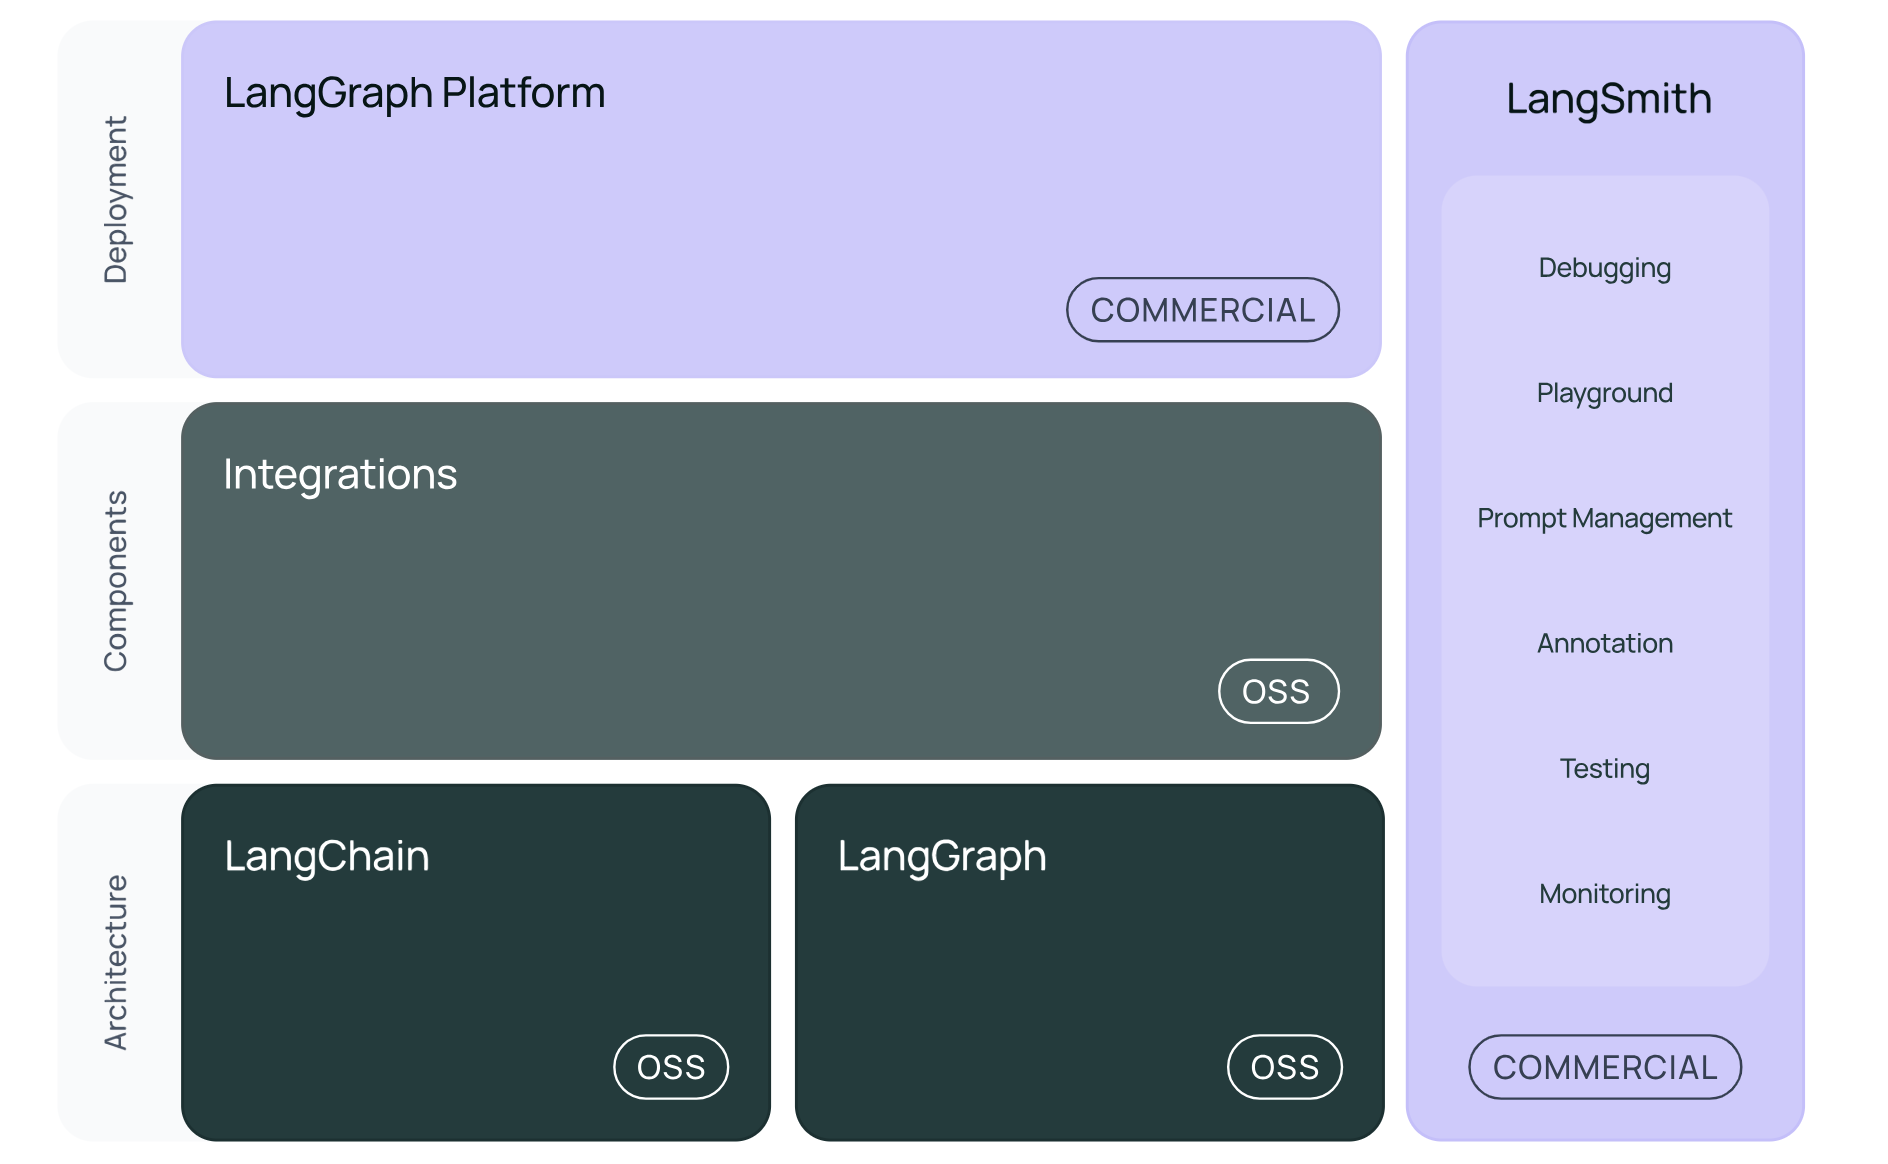 Deployment
LangGraph Platform
COMMERCIAL
Components
Integrations
OSS
Architecture
LangChain
OSS
LangGraph
OSS
LangSmith
Debugging
Playground
Prompt Management
Annotation
Testing
Monitoring
COMMERCIAL